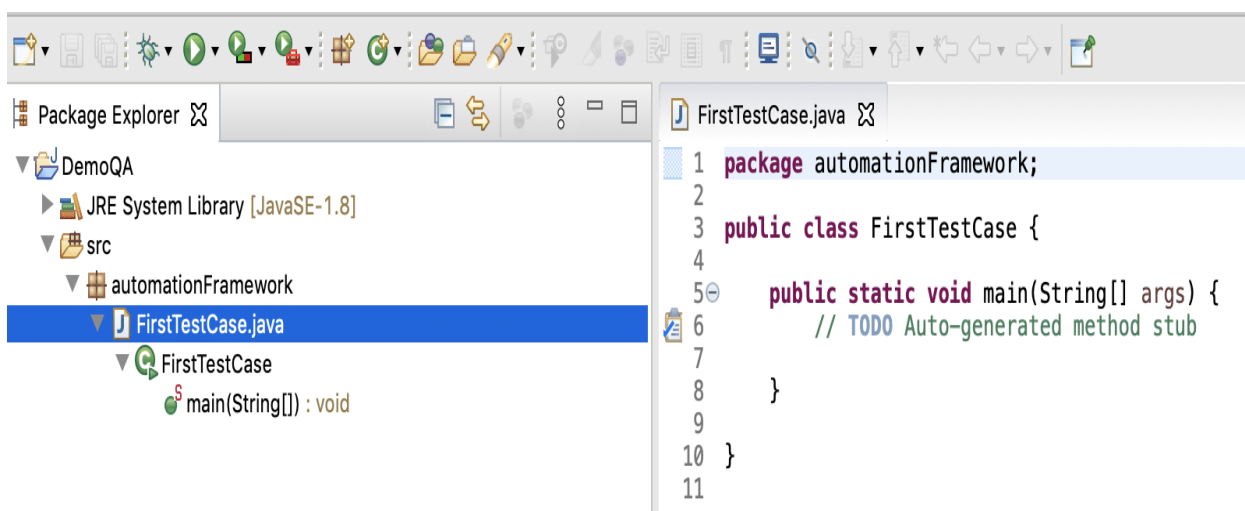 Package Explorer
DemoQA
JRE System Library [JavaSE-1.8]
src
automationFramework
FirstTestCase.java
FirstTestCase
main(String[]) : void
FirstTestCase.java
1 package automationFramework;
2
3 public class FirstTestCase {
4
5 public static void main(String[] args) {
6 // TODO Auto-generated method stub
7
8 }
9
10 }
11